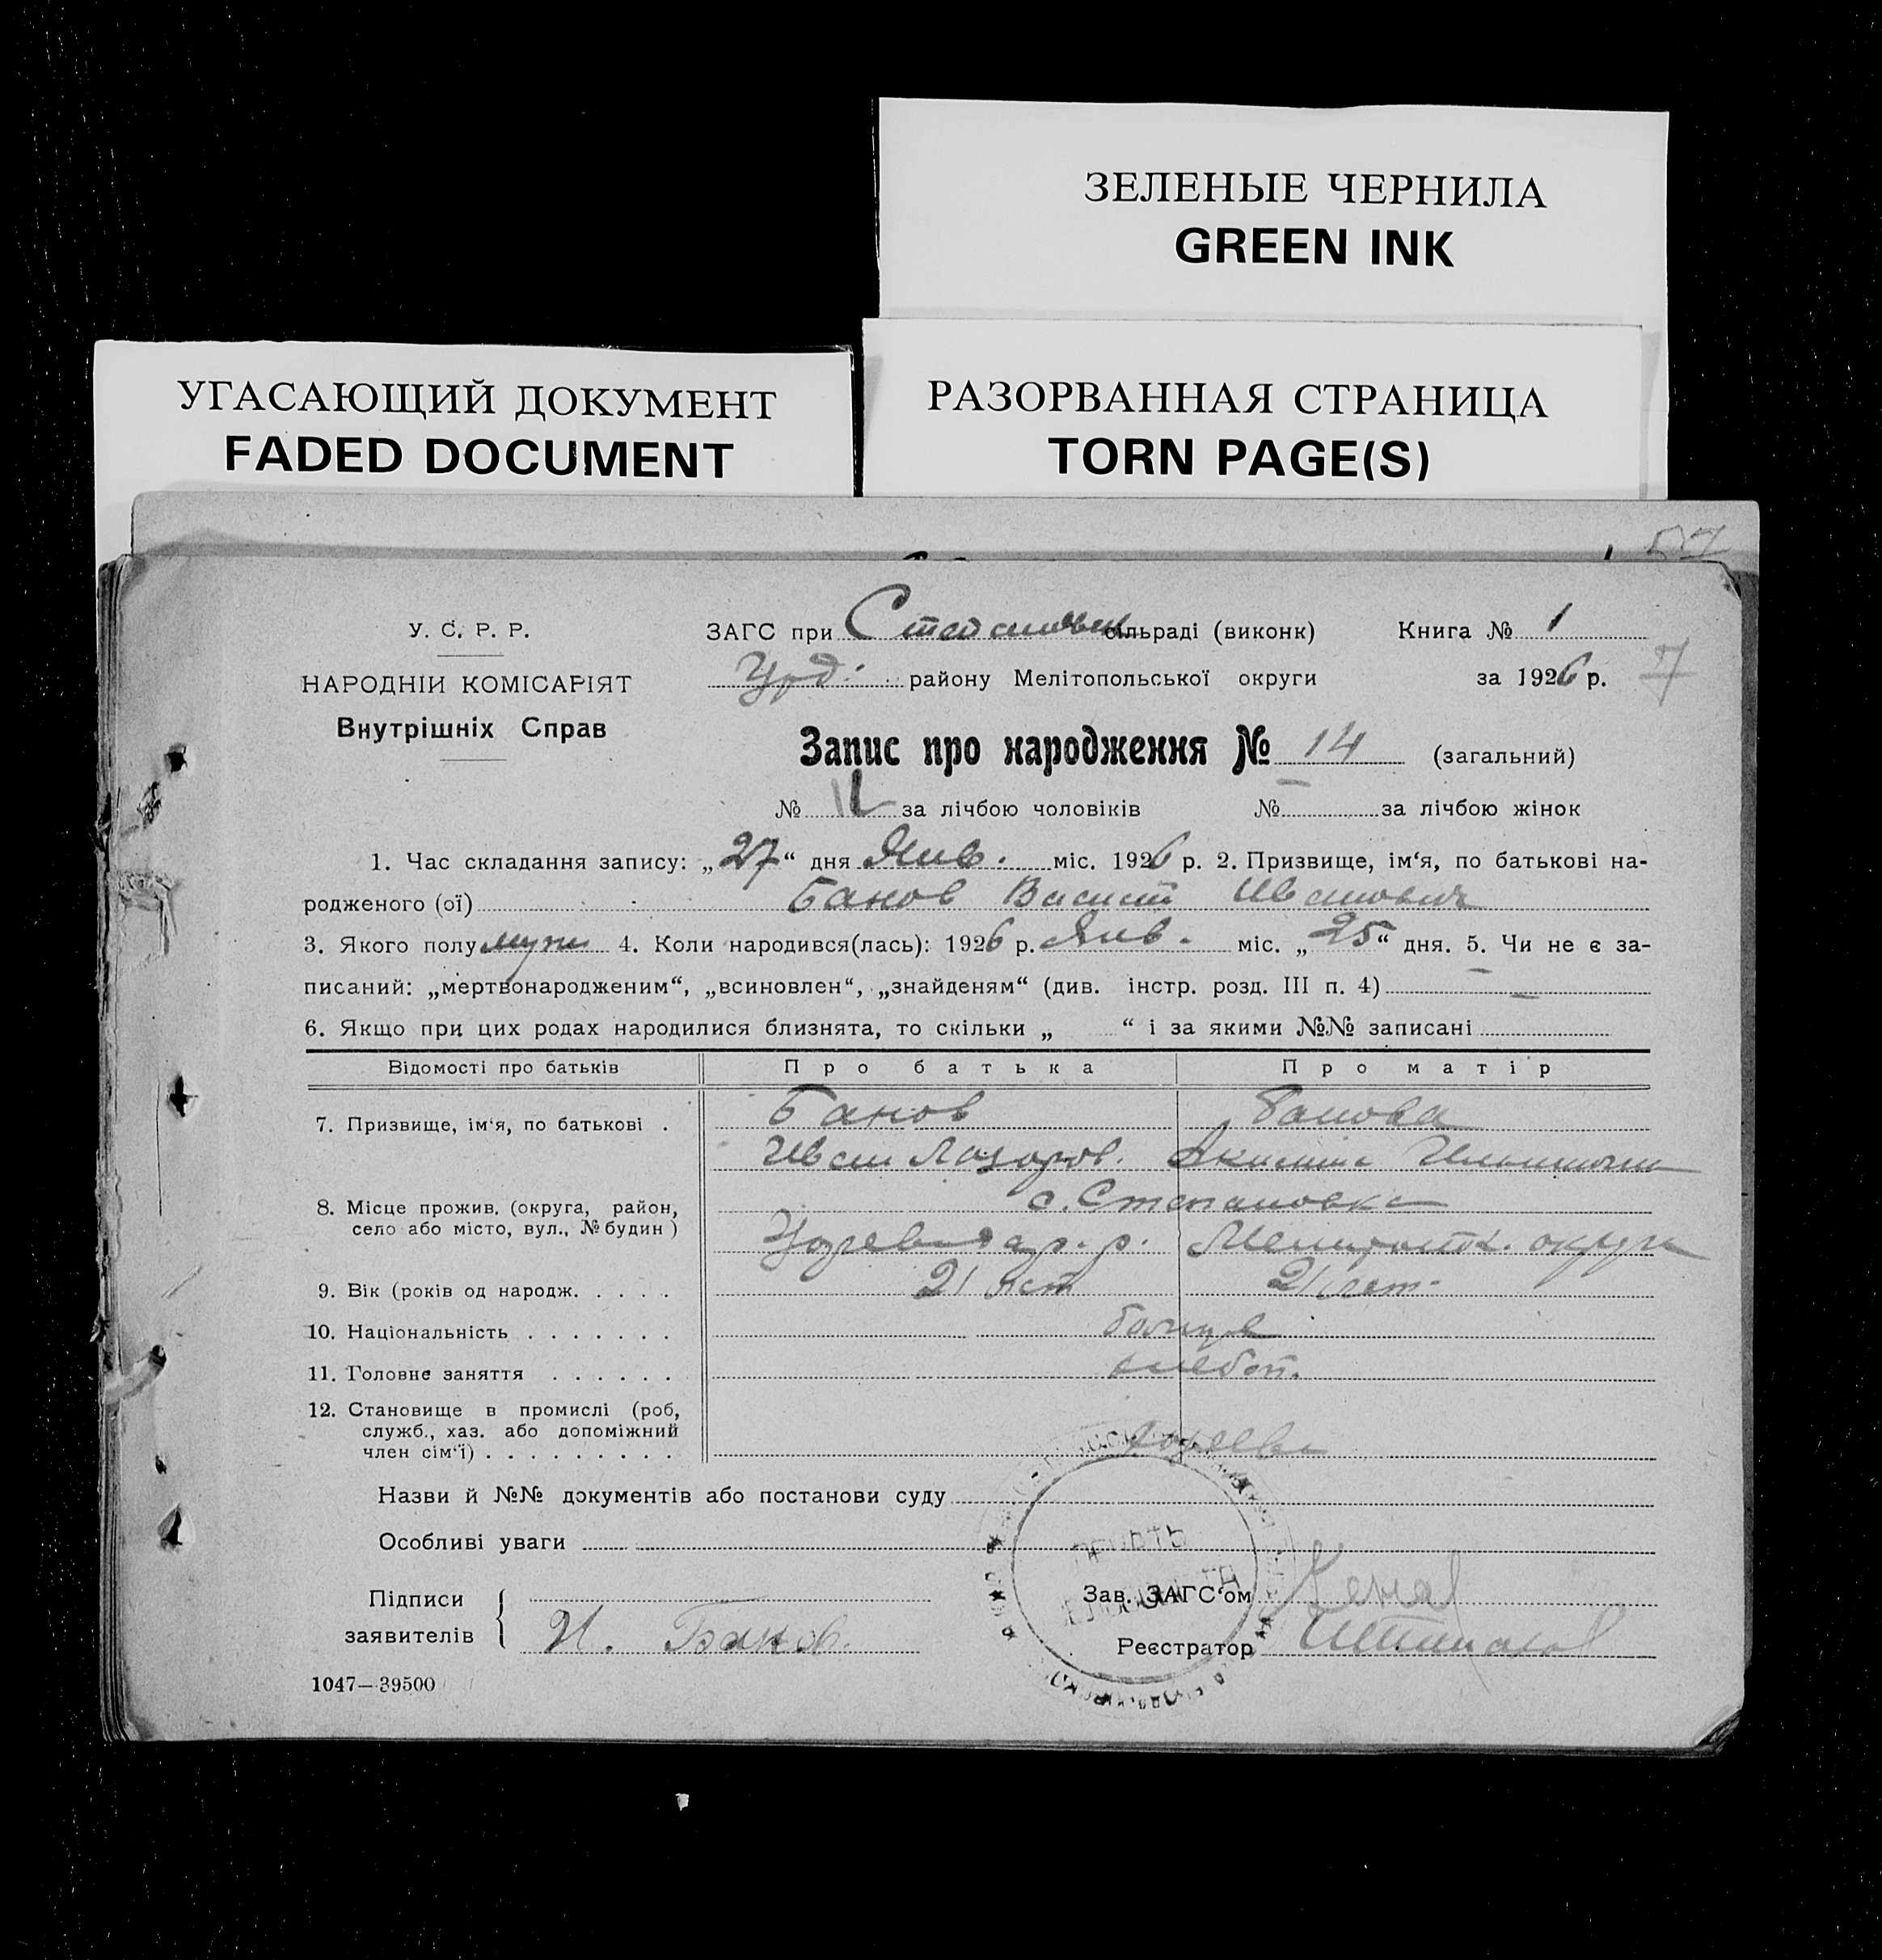 ЗЕЛЕНЫЕ ЧЕРНИЛА
GREEN INK
УГАСАЮЩИЙ ДОКУМЕНТ
FADED DOCUMENT
РАЗОРВАННАЯ СТРАНИЦА
TORN PAGE(S)
57
У. С. Р. Р.
НАРОДНІЙ КОМІСАРІЯТ
Внутрішніх Справ
ЗАГС при сільраді (виконк) Книга № 1
району Мелітопольської округи за 1926 р. 7
Запис про народження № 14 (загальний)
№ за лічбою чоловіків № — за лічбою жінок
1. Час складання запису: „27“ дня Янв. міс. 1926 р. 2. Призвище, ім‘я, по батькові на-
родженого (ої) Банов Иванович
3. Якого полу муж 4. Коли народився(лась): 1926 р. Янв. міс. „25“ дня. 5. Чи не є за-
писаний: „мертвонародженим“, „всиновлен“, „знайденям“ (див. інстр. розд. III п. 4) —
6. Якщо при цих родах народилися близнята, то скільки „ “ і за якими №№ записані
Відомості про батьків Про батька Про матір
7. Призвище, ім‘я, по батькові . Банов Банова
Иван Лазоров.
8. Місце прожив. (округа, район, с. Степановка
село або місто, вул., № будин ) округи
9. Вік (років од народж. . . . . 21 лет 21 лет.
10. Національність . . . . . . .
11. Головне заняття . . . . . . хлебоп.
12. Становище в промислі (роб,
служб., хаз. або допоміжний
член сім‘ї) . . . . . . . . .
Назви й №№ документів або постанови суду
Особливі уваги
Підписи
заявителів И. Банов.
Зав. ЗАГС‘ом
Реєстратор
1047—39500